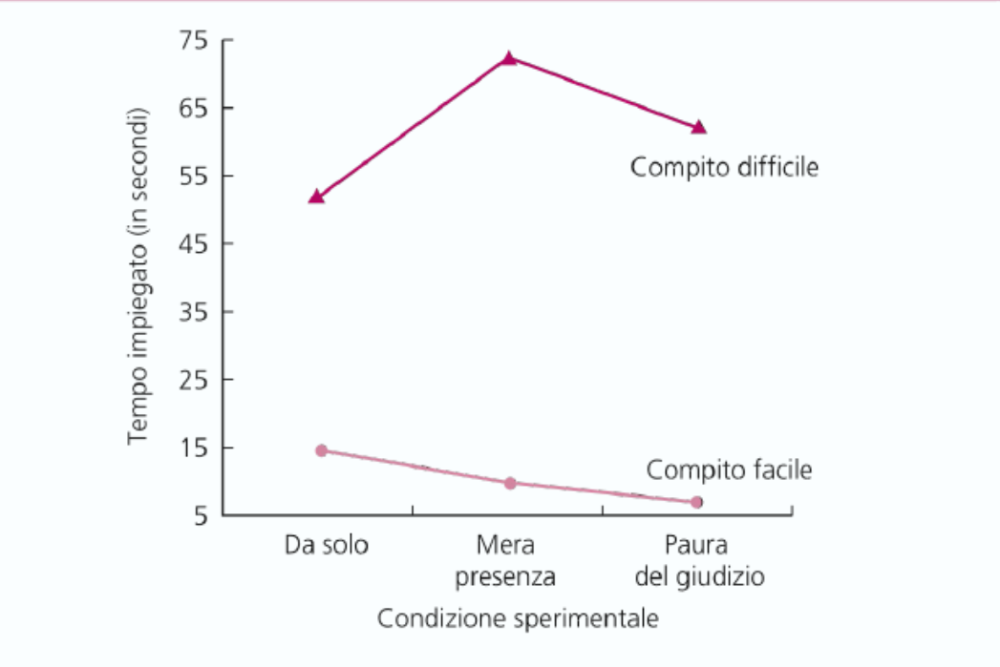 75
65
55
45
35
25
15
5
Tempo impiegato (in secondi)
Compito difficile
Compito facile
Da solo
Mera
presenza
Paura
del giudizio
Condizione sperimentale